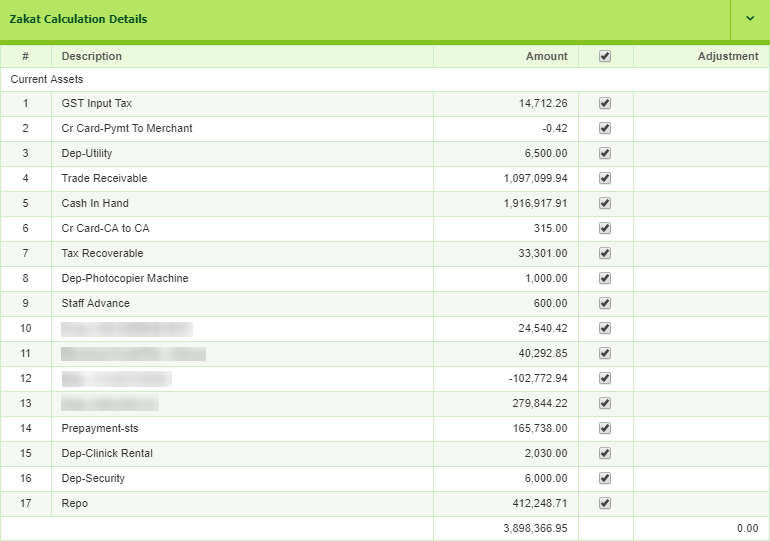 Zakat Calculation Details
# Description Amount Adjustment
Current Assets
1 GST Input Tax 14,712.26
2 Cr Card-Pymt To Merchant -0.42
3 Dep-Utility 6,500.00
4 Trade Receivable 1,097,099.94
5 Cash In Hand 1,916,917.91
6 Cr Card-CA to CA 315.00
7 Tax Recoverable 33,301.00
8 Dep-Photocopier Machine 1,000.00
9 Staff Advance 600.00
10 24,540.42
11 40,292.85
12 -102,772.94
13 279,844.22
14 Prepayment-sts 165,738.00
15 Dep-Clinick Rental 2,030.00
16 Dep-Security 6,000.00
17 Repo 412,248.71
3,898,366.95 0.00